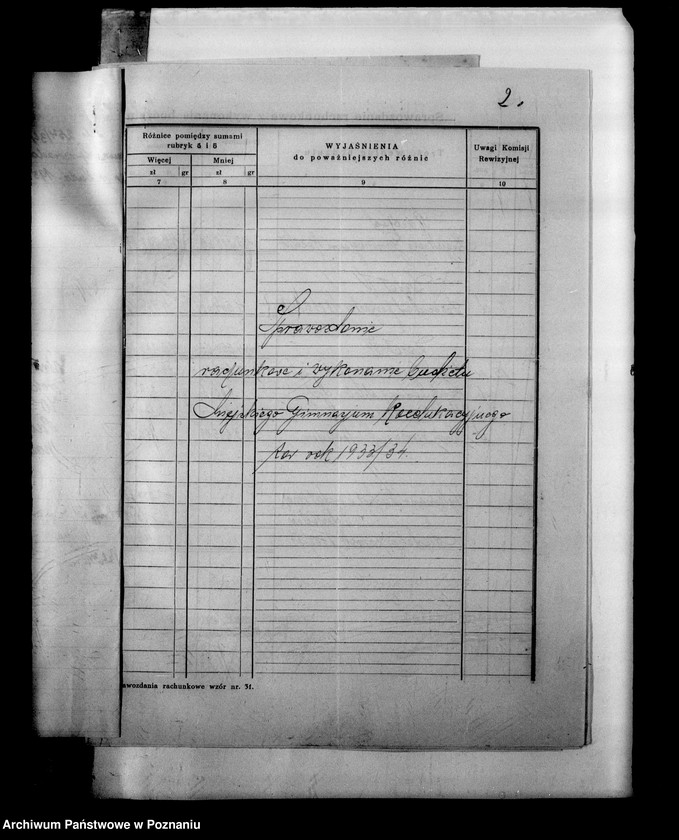 2.
Różnice pomiędzy sumami
rubryk 5 i 6
Więcej
Mniej
zł gr zł gr
7 8
WYJAŚNIENIA
do poważniejszych różnic
9
Uwagi Komisji
Rewizyjnej
10
Sprawozdanie
rachunkowe i wykonanie budżetu
Miejskiego Gimnazjum Koedukacyjnego
za rok 1933/34.
awozdania rachunkowe wzór nr. 31.
Archiwum Państwowe w Poznaniu